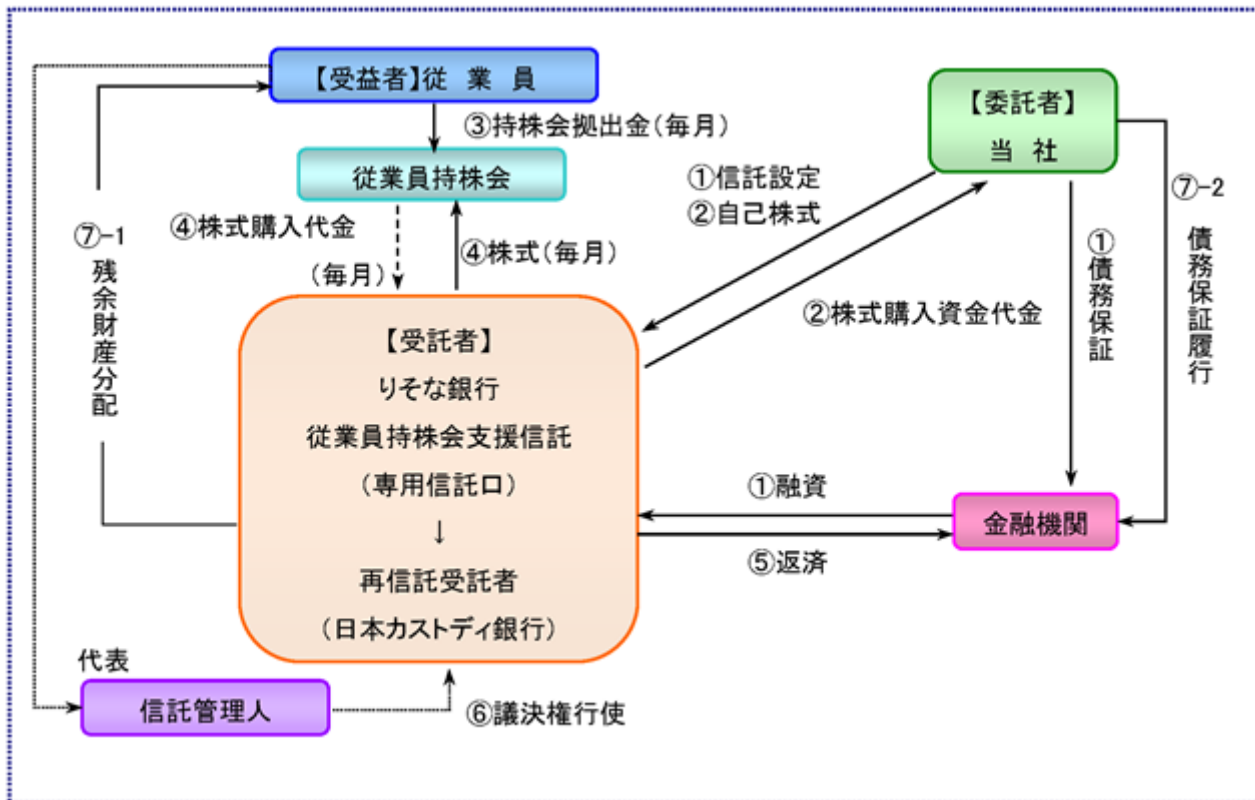 【受益者】従 業 員
③持株会拠出金(毎月)
従業員持株会
【委託者】
当 社
①信託設定
②自己株式
⑦-2
債務保証履行
①債務保証
⑦-1
残余財産分配
④株式購入代金
(毎月)
④株式(毎月)
②株式購入資金代金
【受託者】
りそな銀行
従業員持株会支援信託
(専用信託口)
↓
再信託受託者
(日本カストディ銀行)
①融資
金融機関
⑤返済
代表
信託管理人
⑥議決権行使